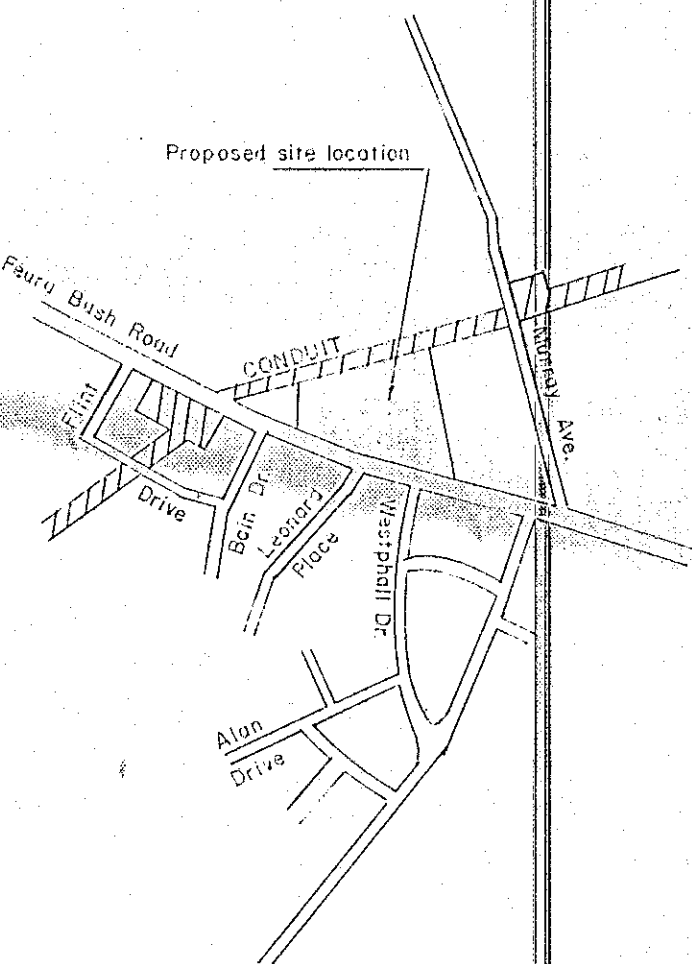 Proposed site location
Feura Bush Road
CONDUIT
Murray Ave.
Flint
Drive
Bain Dr.
Leonard
Place
Westphall Dr.
Alan
Drive